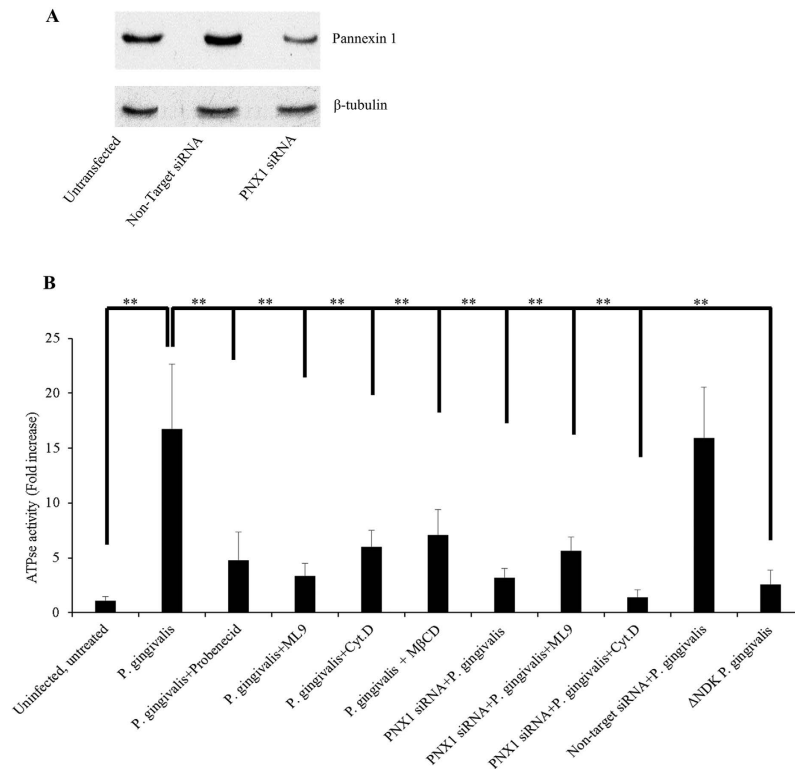 A
Pannexin 1
β-tubulin
Untransfected
Non-Target siRNA
PNX1 siRNA
B
** ** ** ** ** ** ** ** **
25
20
15
10
5
0
ATPse activity (Fold increase)
Uninfected, untreated
P. gingivalis
P. gingivalis+Probenecid
P. gingivalis+ML9
P. gingivalis+Cyt.D
P. gingivalis + MβCD
PNX1 siRNA+P. gingivalis
PNX1 siRNA+P. gingivalis+ML9
PNX1 siRNA+P. gingivalis+Cyt.D
Non-target siRNA+P. gingivalis
ΔNDK P. gingivalis